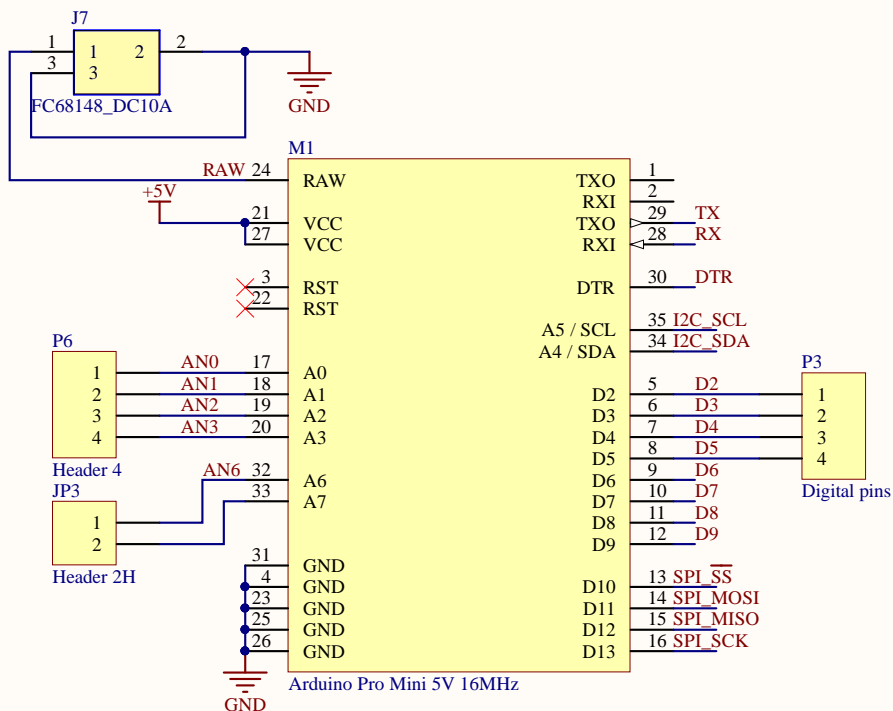 J7
1 1 2 2
3 3
FC68148_DC10A
GND
M1
RAW 24 RAW
+5V
21 VCC
27 VCC
3 RST
22 RST
P6
1 AN0 17 A0
2 AN1 18 A1
3 AN2 19 A2
4 AN3 20 A3
Header 4
JP3
1 AN6 32 A6
2 33 A7
Header 2H
31 GND
4 GND
23 GND
25 GND
26 GND
GND
TXO 1
RXI 2
TXO 29 TX
RXI 28 RX
DTR 30 DTR
A5 / SCL 35 I2C_SCL
A4 / SDA 34 I2C_SDA
P3
D2 5 D2 1
D3 6 D3 2
D4 7 D4 3
D5 8 D5 4
Digital pins
D6 9 D6
D7 10 D7
D8 11 D8
D9 12 D9
D10 13 SPI_S̅S̅
D11 14 SPI_MOSI
D12 15 SPI_MISO
D13 16 SPI_SCK
Arduino Pro Mini 5V 16MHz